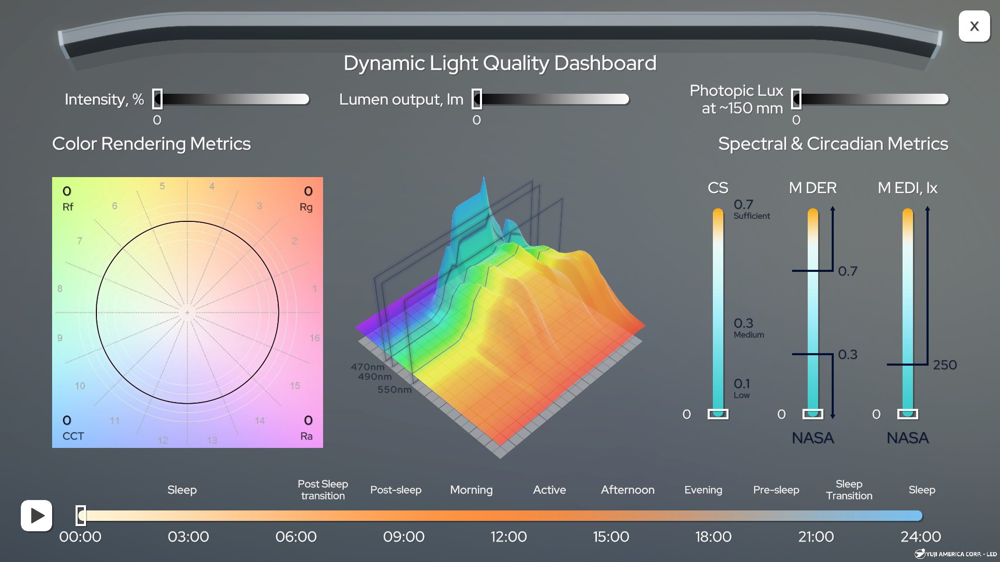 X
Dynamic Light Quality Dashboard
Intensity, %
0
Lumen output, lm
0
Photopic Lux
at ~150 mm
0
Color Rendering Metrics
Spectral & Circadian Metrics
0
Rf
0
Rg
5
4
6
3
7
2
8
1
9
16
10
15
11
14
12
13
0
CCT
0
Ra
470nm
490nm
550nm
CS
0.7
Sufficient
0.3
Medium
0.1
Low
0
M DER
0.7
0.3
0
NASA
M EDI, lx
250
0
NASA
Sleep
Post Sleep
transition
Post-sleep
Morning
Active
Afternoon
Evening
Pre-sleep
Sleep
Transition
Sleep
00:00
03:00
06:00
09:00
12:00
15:00
18:00
21:00
24:00
YUJI AMERICA CORP. - LED